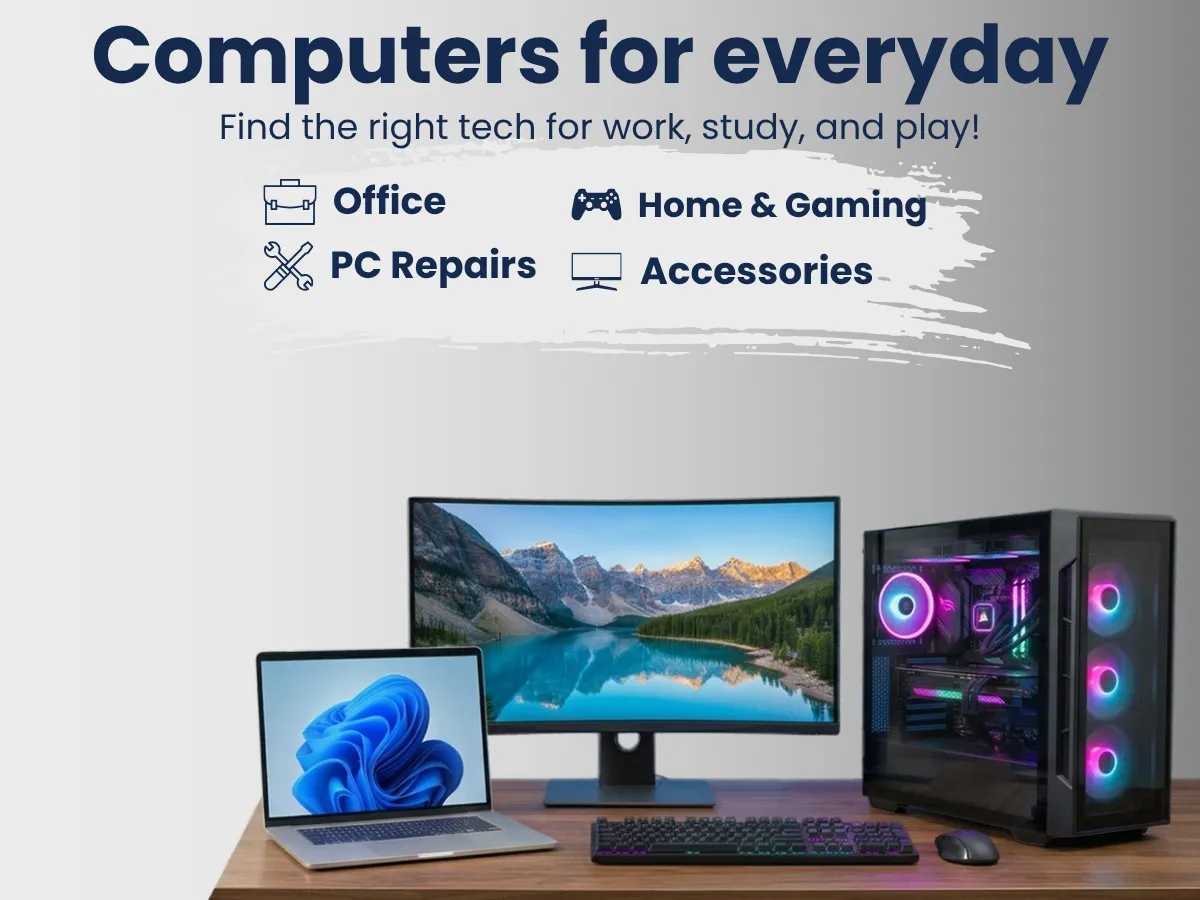 Computers for everyday
Find the right tech for work, study, and play!
Office
Home & Gaming
PC Repairs
Accessories